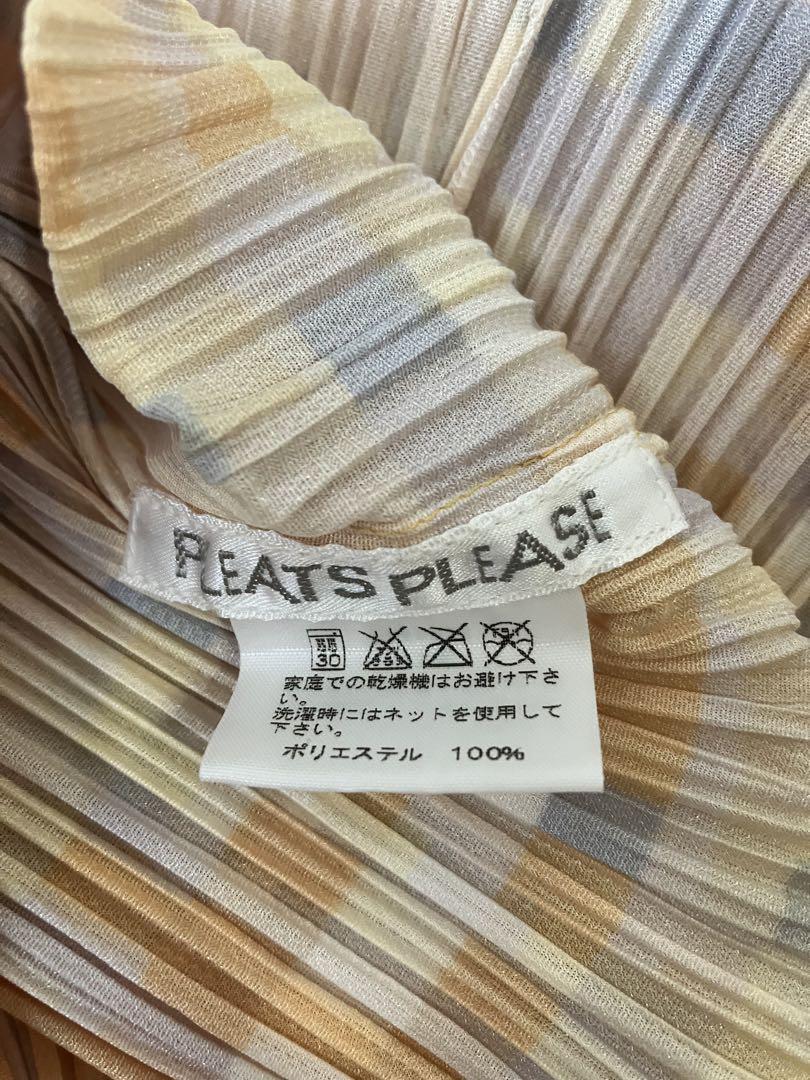 PLEATS PLEASE
30
家庭での乾燥機はお避け下さ
い。
洗濯時にはネットを使用して
下さい。
ポリエステル 100%